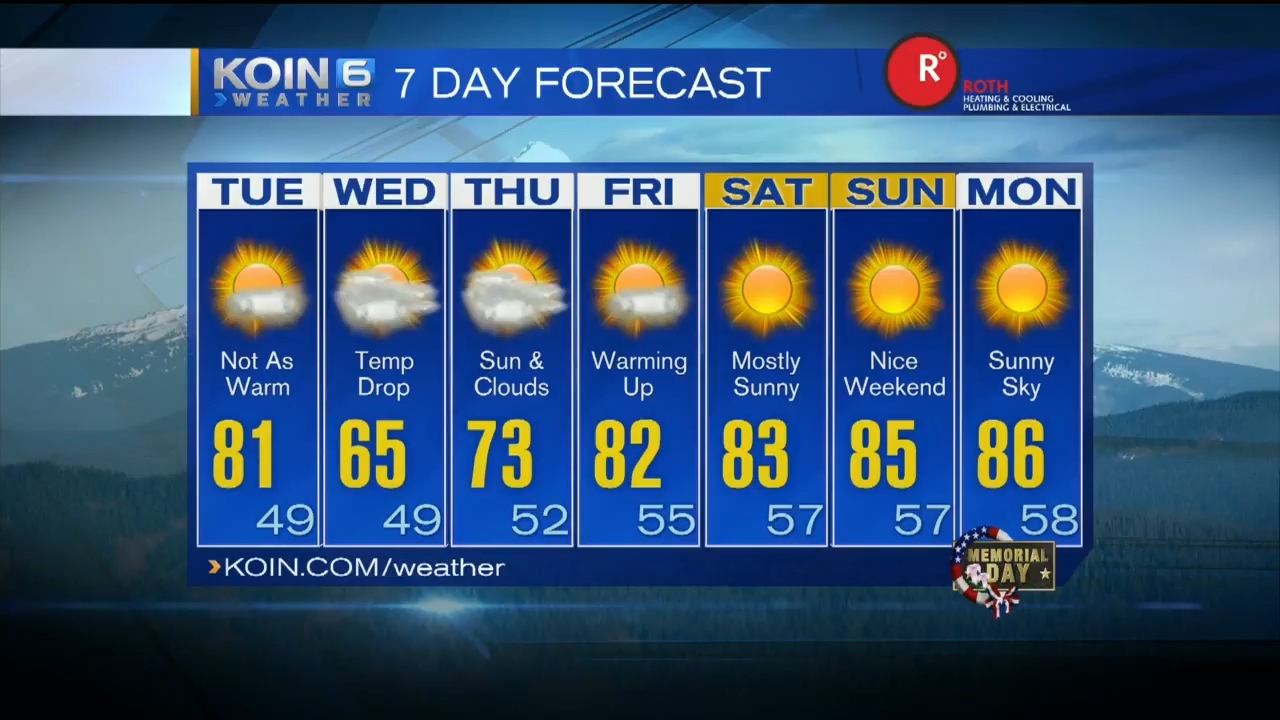 KOIN 6
WEATHER
7 DAY FORECAST
R°
ROTH
HEATING & COOLING
PLUMBING & ELECTRICAL
TUE WED THU FRI SAT SUN MON
Not As Warm
Temp Drop
Sun & Clouds
Warming Up
Mostly Sunny
Nice Weekend
Sunny Sky
81 65 73 82 83 85 86
49 49 52 55 57 57 58
KOIN.COM/weather
MEMORIAL
DAY